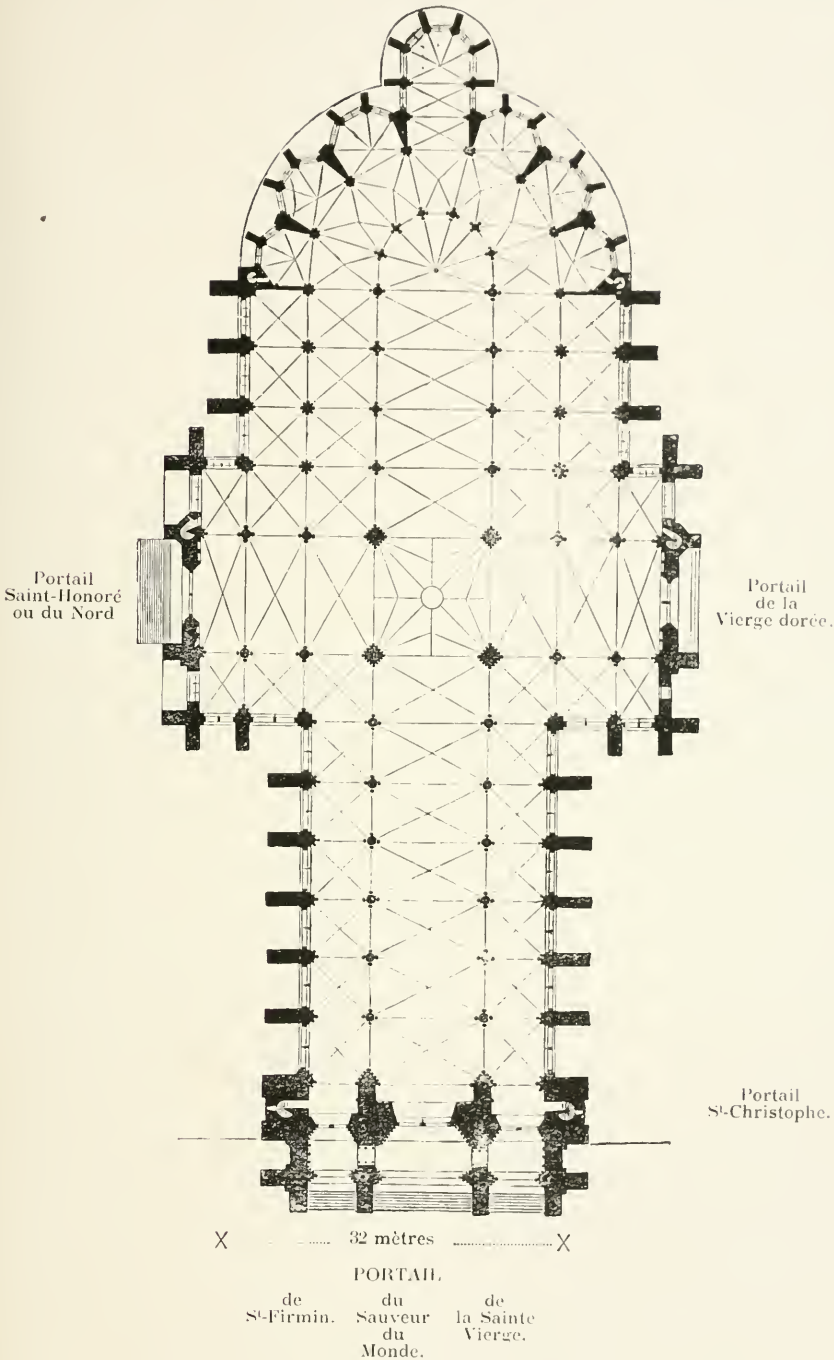 Portail
Saint-Honoré
ou du Nord
Portail
de la
Vierge dorée.
Portail
St-Christophe.
X 32 mètres X
PORTAIL
de
St-Firmin.
du
Sauveur
du
Monde.
de
la Sainte
Vierge.